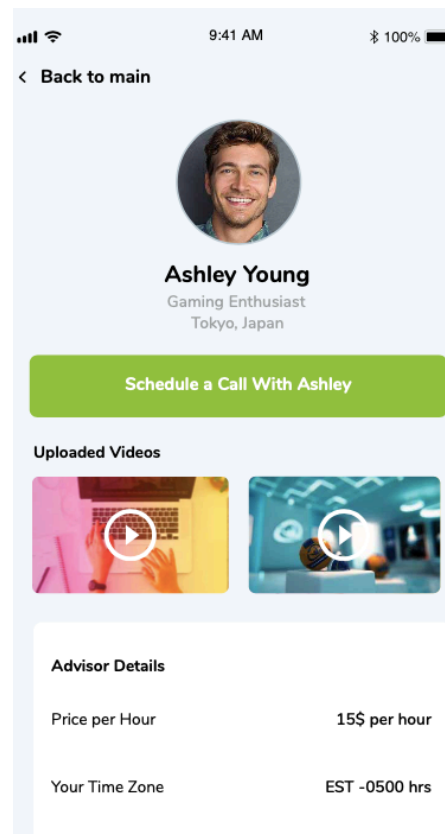 9:41 AM
100%
Back to main
Ashley Young
Gaming Enthusiast
Tokyo, Japan
Schedule a Call With Ashley
Uploaded Videos
Advisor Details
Price per Hour 15$ per hour
Your Time Zone EST -0500 hrs